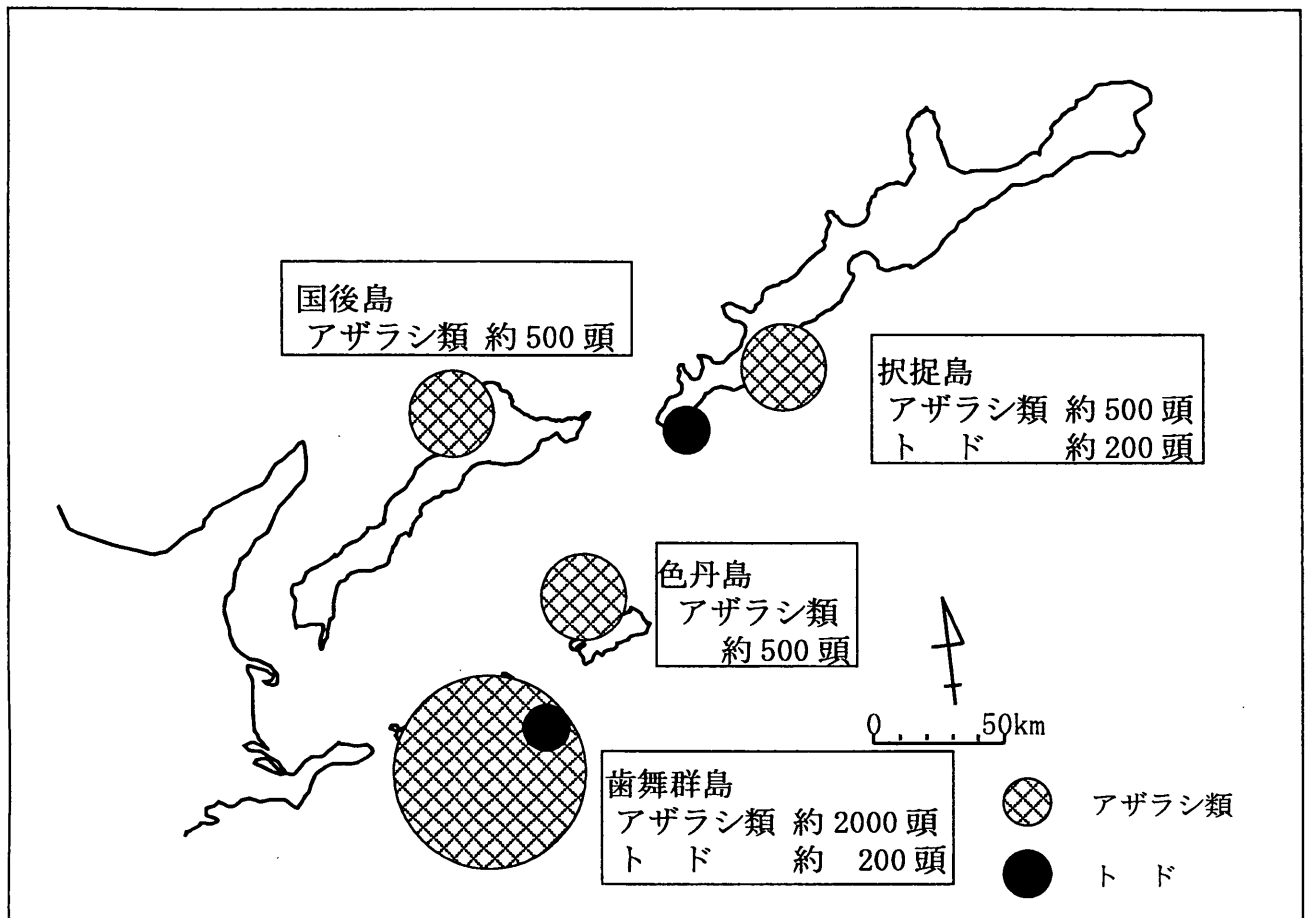 国後島
アザラシ類 約500頭
択捉島
アザラシ類 約500頭
ト ド 約200頭
色丹島
アザラシ類
約500頭
0 50km
歯舞群島
アザラシ類 約2000頭
ト ド 約 200頭
アザラシ類
ト ド